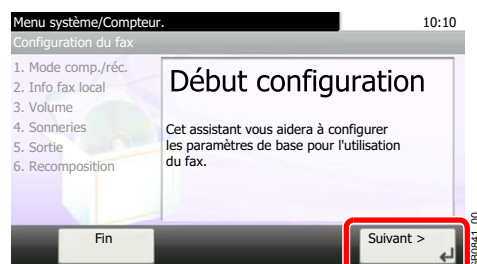 Menu système/Compteur.
10:10
Configuration du fax
1. Mode comp./réc.
2. Info fax local
3. Volume
4. Sonneries
5. Sortie
6. Recomposition
Début configuration
Cet assistant vous aidera à configurer
les paramètres de base pour l'utilisation
du fax.
Fin
Suivant >